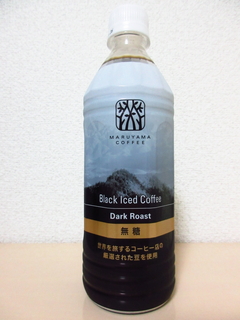 MARUYAMA
COFFEE
Black Iced Coffee
Dark Roast
無糖
世界を旅するコーヒー店の
厳選された豆を使用